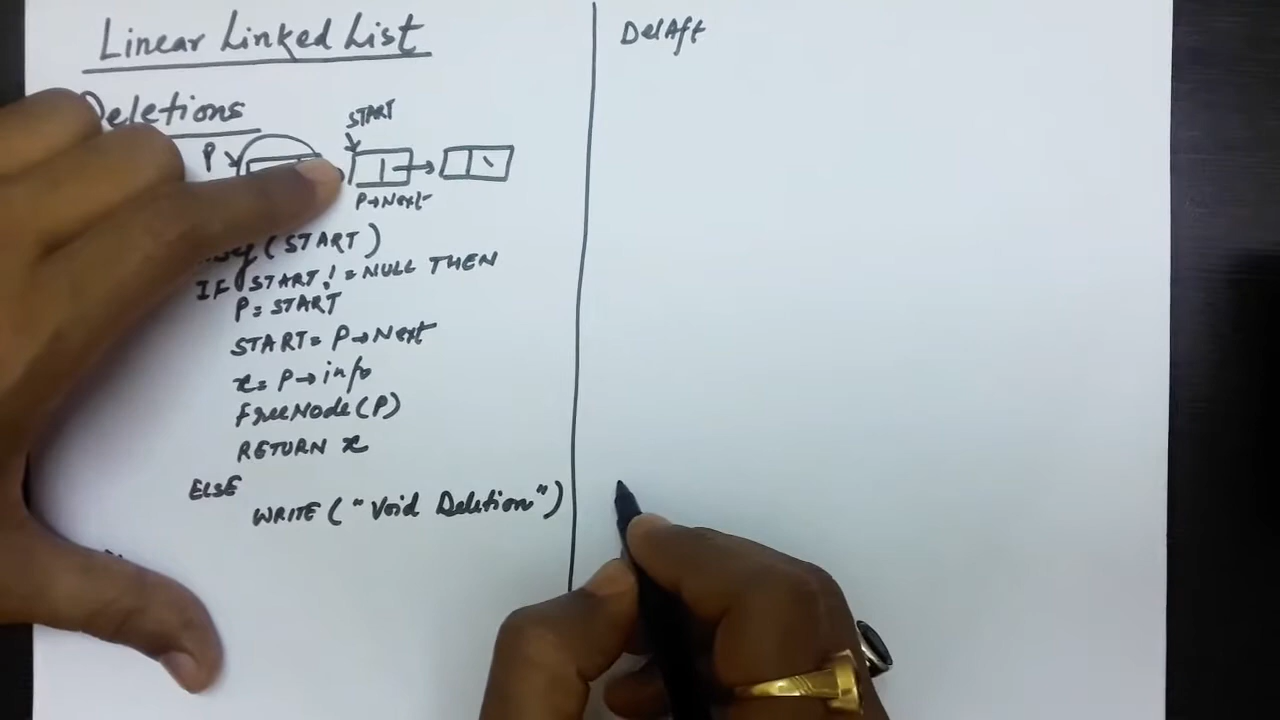 Linear Linked List
Deletions
START
P
P→Next
(START)
IF START != NULL THEN
P = START
START = P→Next
x = P→info
FreeNode(P)
RETURN x
ELSE
WRITE ("Void Deletion")
DelAft